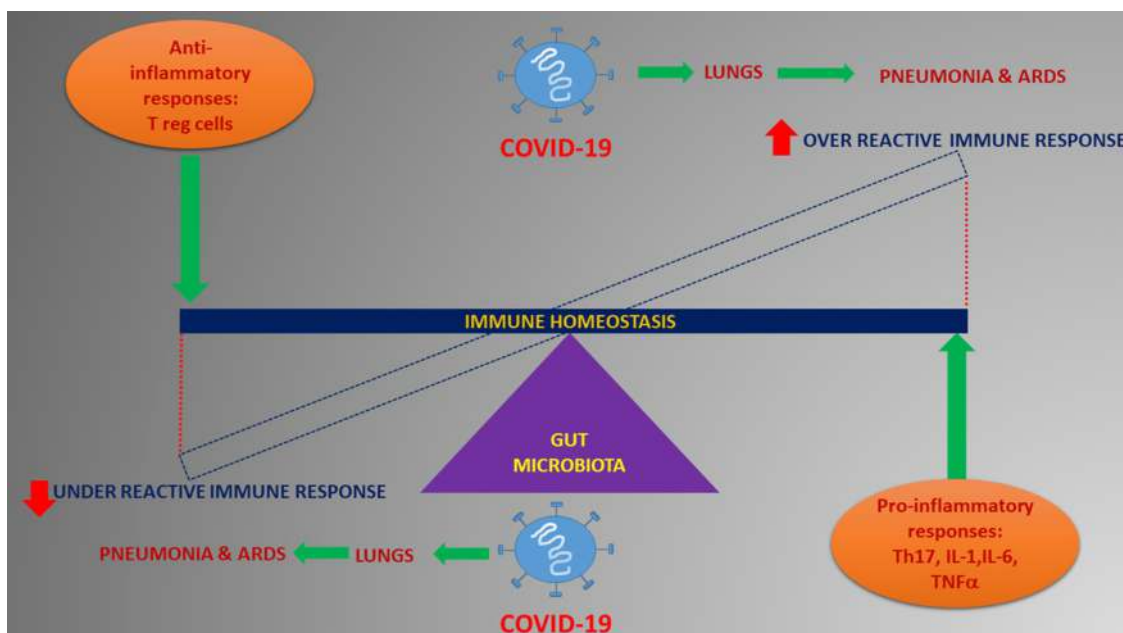 Anti-
inflammatory
responses:
T reg cells
COVID-19
LUNGS
PNEUMONIA & ARDS
OVER REACTIVE IMMUNE RESPONSE
IMMUNE HOMEOSTASIS
GUT
MICROBIOTA
UNDER REACTIVE IMMUNE RESPONSE
PNEUMONIA & ARDS
LUNGS
COVID-19
Pro-inflammatory
responses:
Th17, IL-1,IL-6,
TNFα